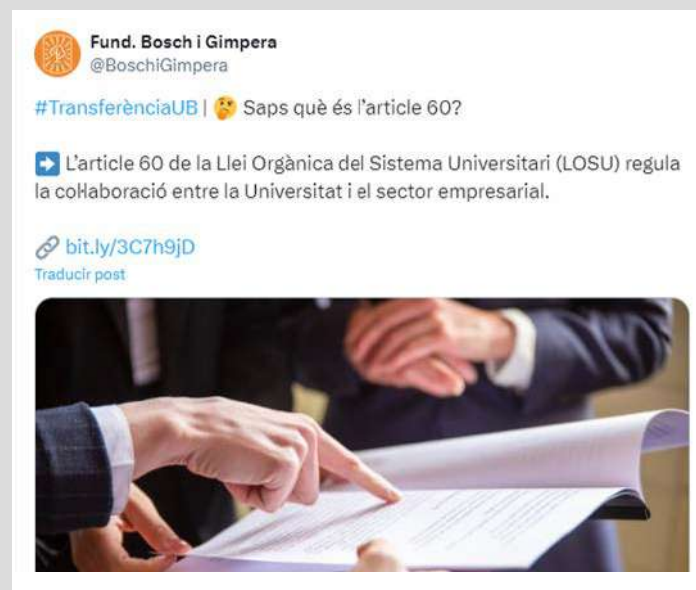 Fund. Bosch i Gimpera
@BoschiGimpera
#TransferènciaUB | 🤔 Saps què és l'article 60?
➡️ L'article 60 de la Llei Orgànica del Sistema Universitari (LOSU) regula
la col·laboració entre la Universitat i el sector empresarial.
🔗 bit.ly/3C7h9jD
Traducir post